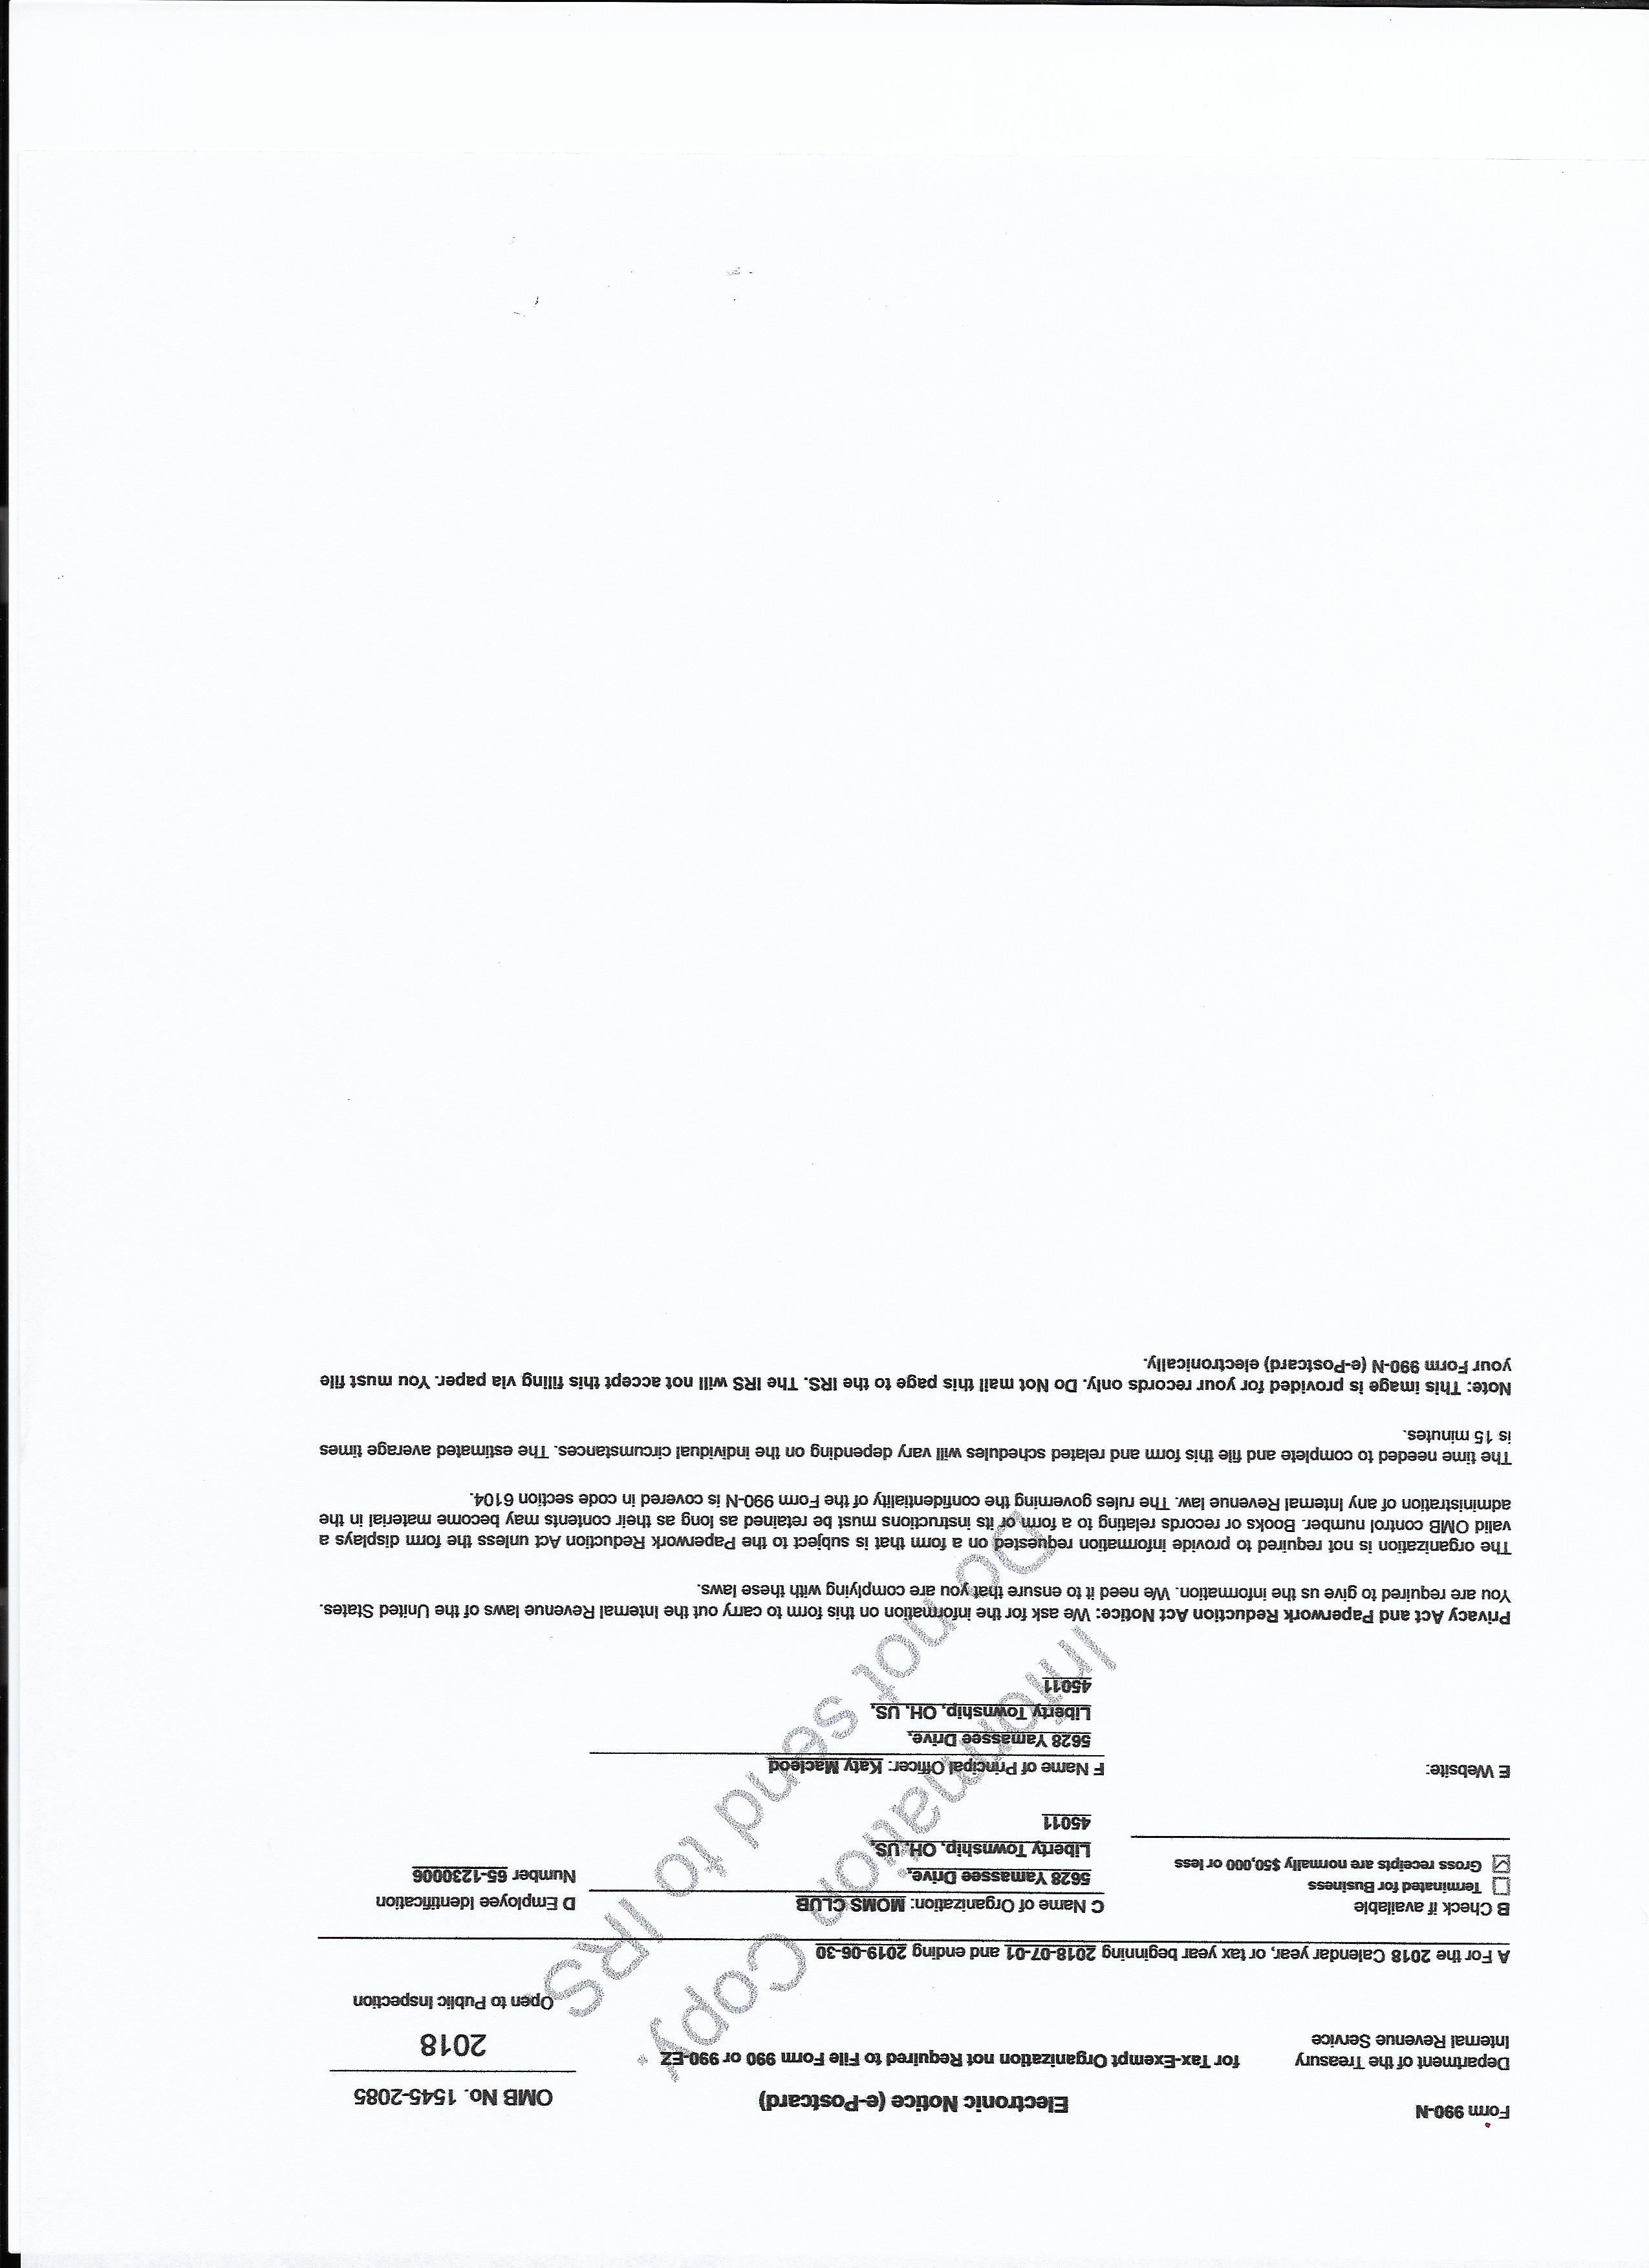 Form 990-N
Electronic Notice (e-Postcard)
OMB No. 1545-2085
Department of the Treasury
Internal Revenue Service
for Tax-Exempt Organization not Required to File Form 990 or 990-EZ
2018
Open to Public Inspection
A For the 2018 Calendar year, or tax year beginning 2018-07-01 and ending 2019-06-30
B Check if available
Terminated for Business
Gross receipts are normally $50,000 or less
C Name of Organization: MOMS CLUB
5628 Yamassee Drive,
Liberty Township, OH, US,
45011
D Employee Identification
Number 65-1230006
E Website:
F Name of Principal Officer: Katy Macleod
5628 Yamassee Drive,
Liberty Township, OH, US,
45011
Information Copy.
Do not send to IRS.
Privacy Act and Paperwork Reduction Act Notice: We ask for the information on this form to carry out the Internal Revenue laws of the United States.
You are required to give us the information. We need it to ensure that you are complying with these laws.
The organization is not required to provide information requested on a form that is subject to the Paperwork Reduction Act unless the form displays a
valid OMB control number. Books or records relating to a form or its instructions must be retained as long as their contents may become material in the
administration of any Internal Revenue law. The rules governing the confidentiality of the Form 990-N is covered in code section 6104.
The time needed to complete and file this form and related schedules will vary depending on the individual circumstances. The estimated average times
is 15 minutes.
Note: This image is provided for your records only. Do Not mail this page to the IRS. The IRS will not accept this filing via paper. You must file
your Form 990-N (e-Postcard) electronically.